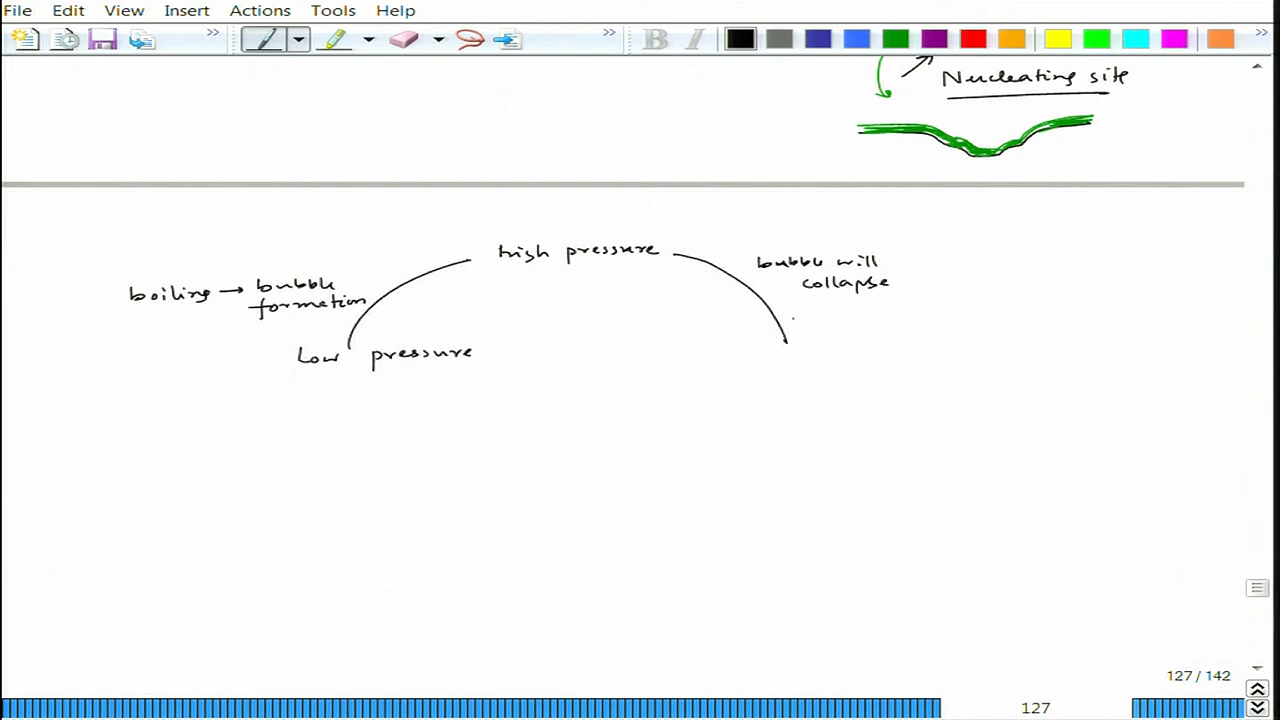 File Edit View Insert Actions Tools Help
B I
Nucleating site
high pressure
bubble will
collapse
boiling → bubble
formation
Low pressure
127 / 142
127